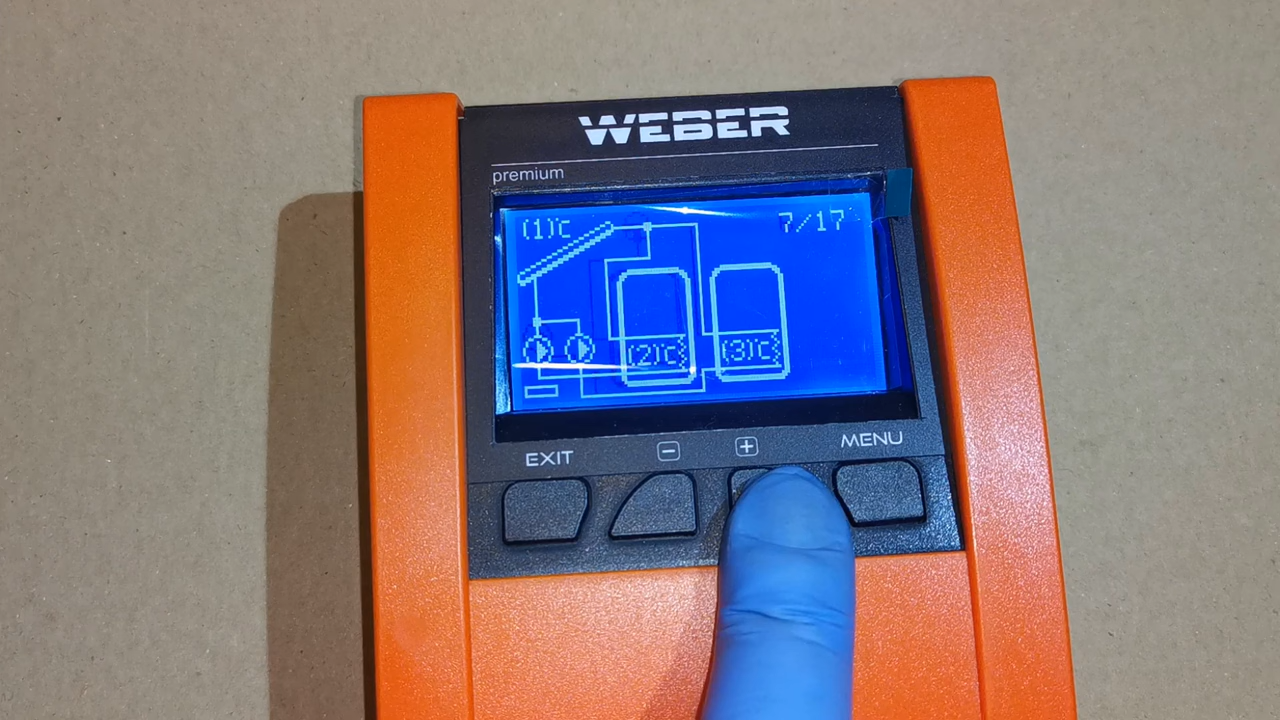 WEBER
premium
(1)°C 7/17
(2)°C (3)°C
EXIT - + MENU